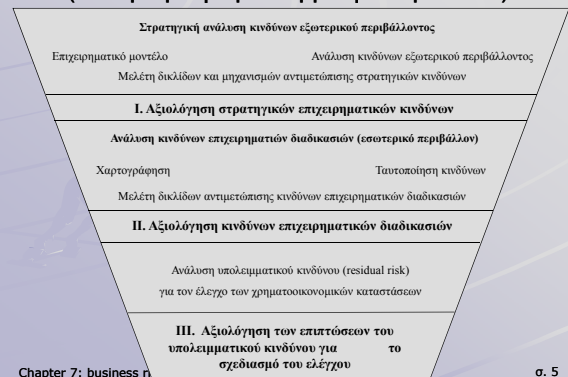 Στρατηγική ανάλυση κινδύνων εξωτερικού περιβάλλοντος
Επιχειρηματικό μοντέλο Ανάλυση κινδύνων εξωτερικού περιβάλλοντος
Μελέτη δικλίδων και μηχανισμών αντιμετώπισης στρατηγικών κινδύνων
Ι. Αξιολόγηση στρατηγικών επιχειρηματικών κινδύνων
Ανάλυση κινδύνων επιχειρηματιών διαδικασιών (εσωτερικό περιβάλλον)
Χαρτογράφηση Ταυτοποίηση κινδύνων
Μελέτη δικλίδων αντιμετώπισης κινδύνων επιχειρηματικών διαδικασιών
ΙΙ. Αξιολόγηση κινδύνων επιχειρηματικών διαδικασιών
Ανάλυση υπολειμματικού κινδύνου (residual risk)
για τον έλεγχο των χρηματοοικονομικών καταστάσεων
ΙΙΙ. Αξιολόγηση των επιπτώσεων του
υπολειμματικού κινδύνου για το
σχεδιασμό του ελέγχου
Chapter 7: business
σ. 5